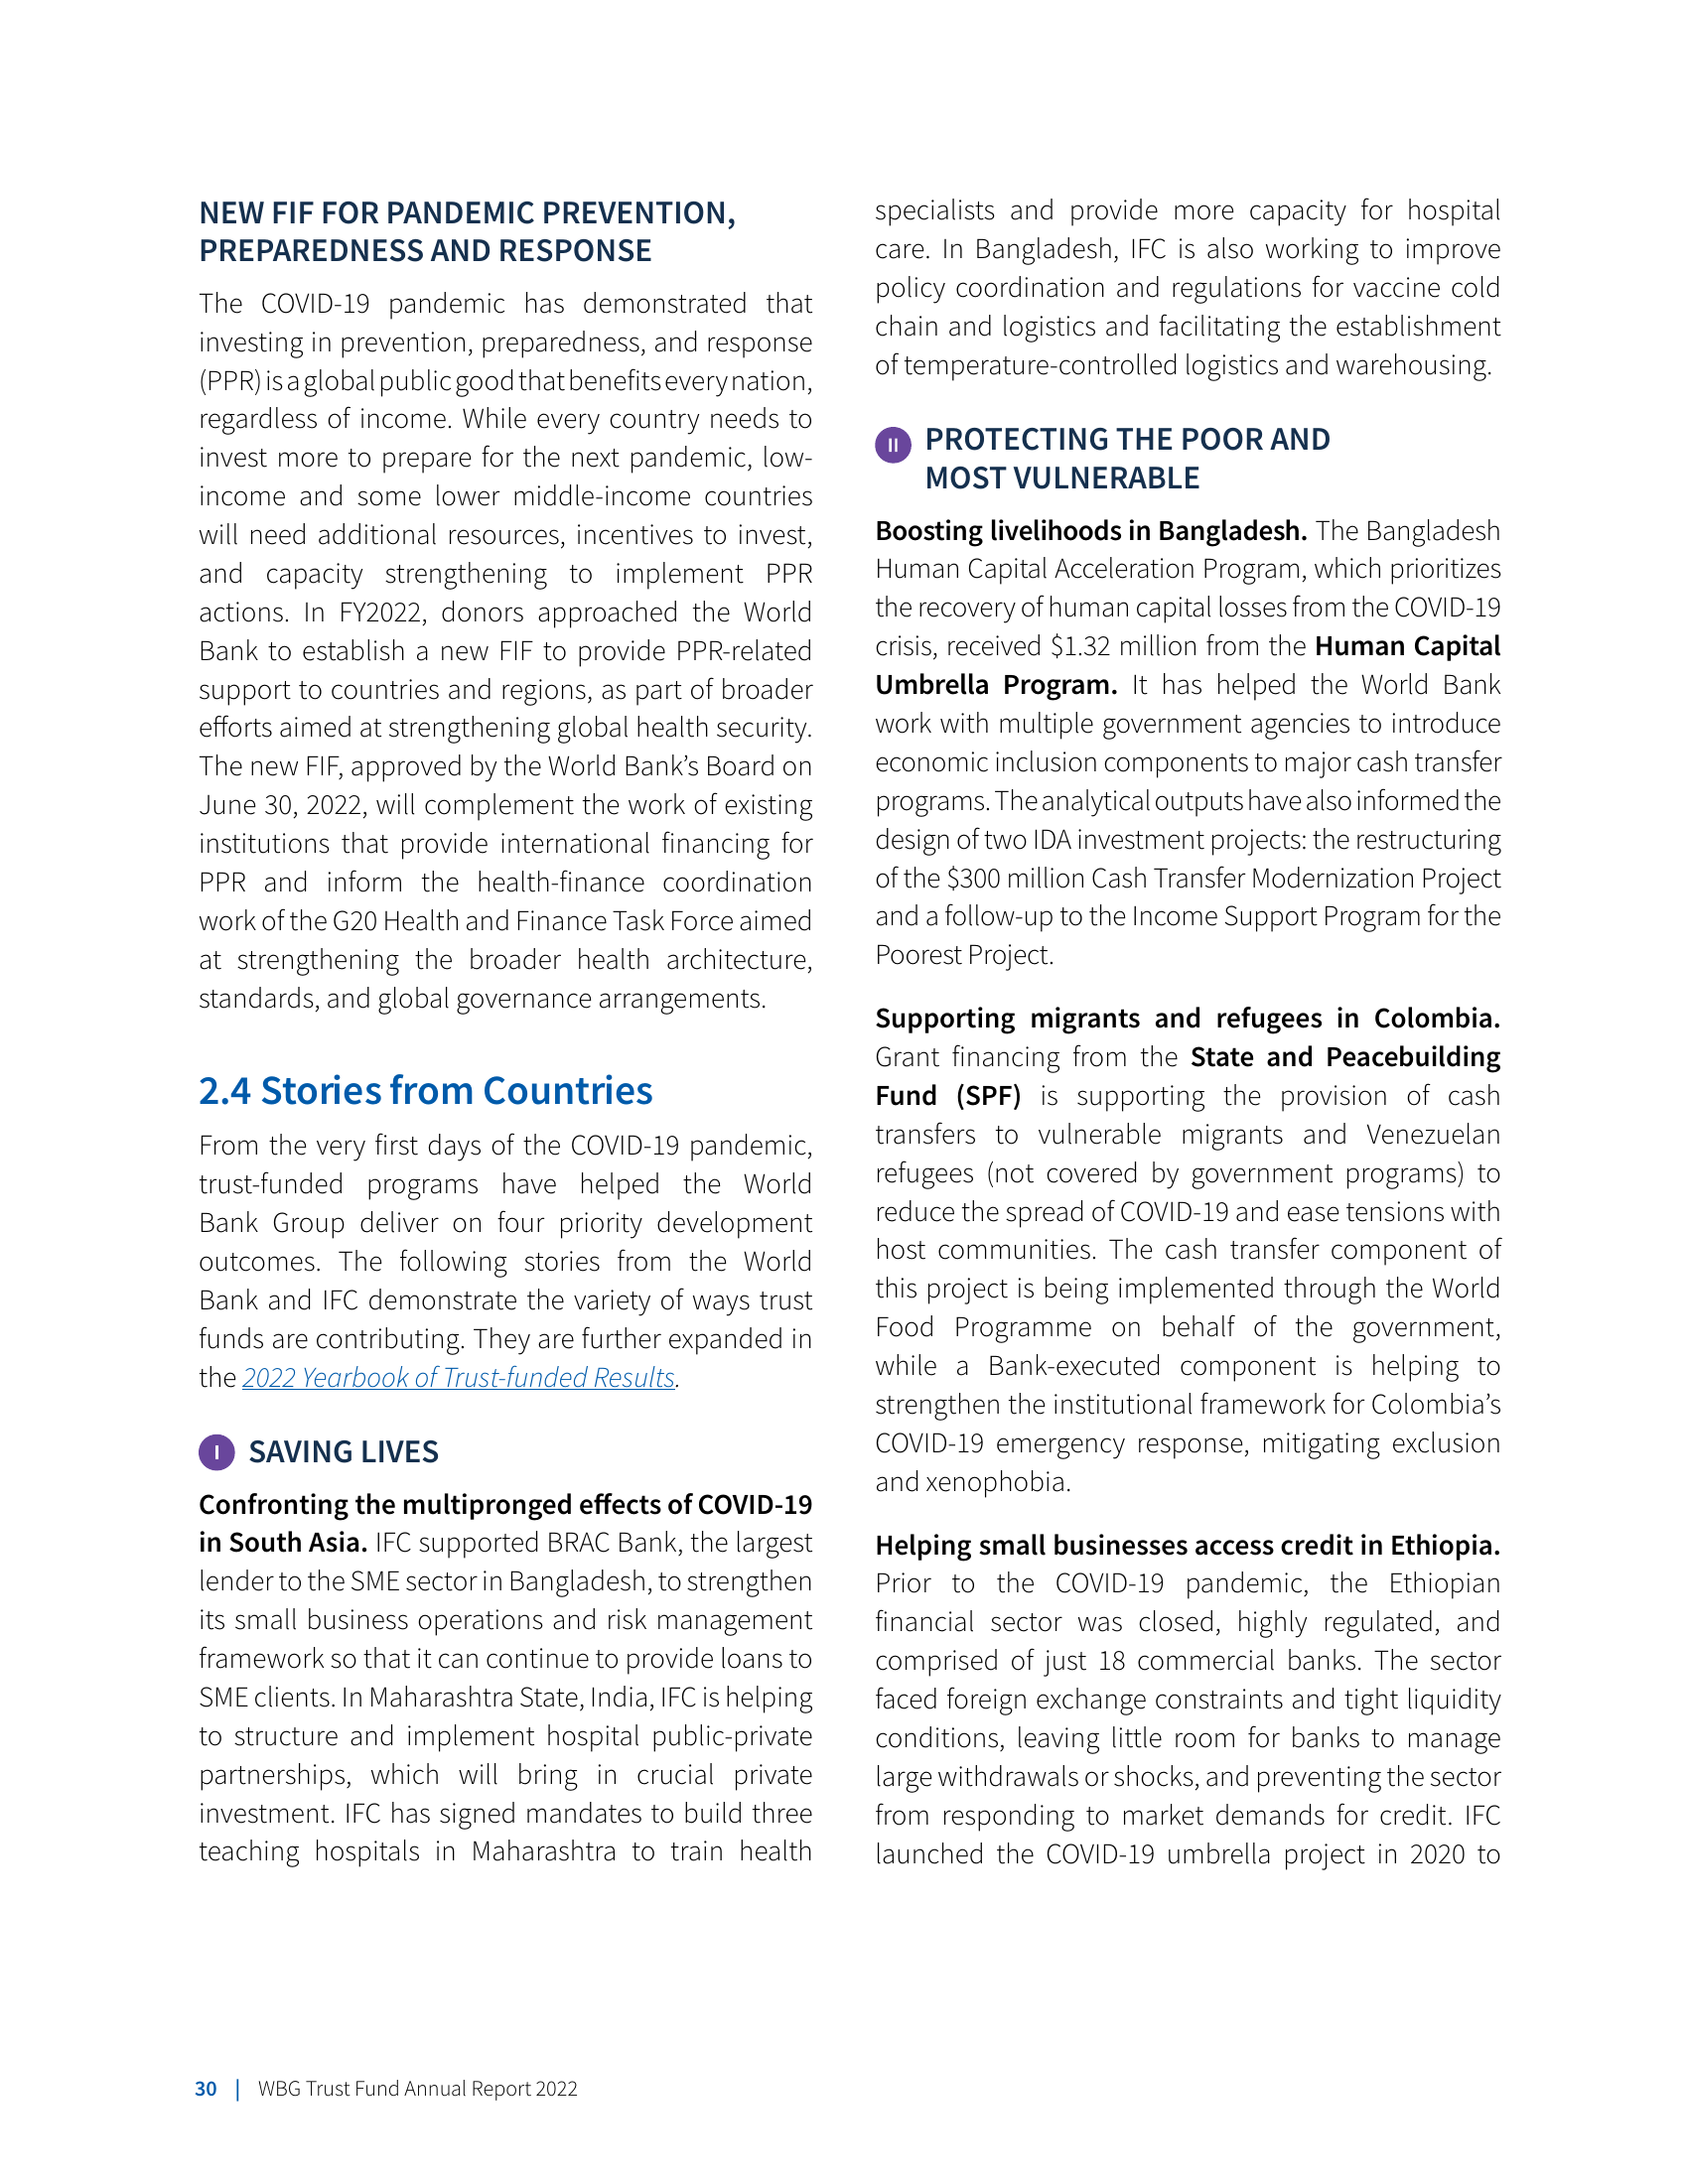 NEW FIF FOR PANDEMIC PREVENTION,
PREPAREDNESS AND RESPONSE
The COVID-19 pandemic has demonstrated that
investing in prevention, preparedness, and response
(PPR) is a global public good that benefits every nation,
regardless of income. While every country needs to
invest more to prepare for the next pandemic, low-
income and some lower middle-income countries
will need additional resources, incentives to invest,
and capacity strengthening to implement PPR
actions. In FY2022, donors approached the World
Bank to establish a new FIF to provide PPR-related
support to countries and regions, as part of broader
efforts aimed at strengthening global health security.
The new FIF, approved by the World Bank’s Board on
June 30, 2022, will complement the work of existing
institutions that provide international financing for
PPR and inform the health-finance coordination
work of the G20 Health and Finance Task Force aimed
at strengthening the broader health architecture,
standards, and global governance arrangements.
2.4 Stories from Countries
From the very first days of the COVID-19 pandemic,
trust-funded programs have helped the World
Bank Group deliver on four priority development
outcomes. The following stories from the World
Bank and IFC demonstrate the variety of ways trust
funds are contributing. They are further expanded in
the 2022 Yearbook of Trust-funded Results.
I SAVING LIVES
Confronting the multipronged effects of COVID-19
in South Asia. IFC supported BRAC Bank, the largest
lender to the SME sector in Bangladesh, to strengthen
its small business operations and risk management
framework so that it can continue to provide loans to
SME clients. In Maharashtra State, India, IFC is helping
to structure and implement hospital public-private
partnerships, which will bring in crucial private
investment. IFC has signed mandates to build three
teaching hospitals in Maharashtra to train health
specialists and provide more capacity for hospital
care. In Bangladesh, IFC is also working to improve
policy coordination and regulations for vaccine cold
chain and logistics and facilitating the establishment
of temperature-controlled logistics and warehousing.
II PROTECTING THE POOR AND
MOST VULNERABLE
Boosting livelihoods in Bangladesh. The Bangladesh
Human Capital Acceleration Program, which prioritizes
the recovery of human capital losses from the COVID-19
crisis, received $1.32 million from the Human Capital
Umbrella Program. It has helped the World Bank
work with multiple government agencies to introduce
economic inclusion components to major cash transfer
programs. The analytical outputs have also informed the
design of two IDA investment projects: the restructuring
of the $300 million Cash Transfer Modernization Project
and a follow-up to the Income Support Program for the
Poorest Project.
Supporting migrants and refugees in Colombia.
Grant financing from the State and Peacebuilding
Fund (SPF) is supporting the provision of cash
transfers to vulnerable migrants and Venezuelan
refugees (not covered by government programs) to
reduce the spread of COVID-19 and ease tensions with
host communities. The cash transfer component of
this project is being implemented through the World
Food Programme on behalf of the government,
while a Bank-executed component is helping to
strengthen the institutional framework for Colombia’s
COVID-19 emergency response, mitigating exclusion
and xenophobia.
Helping small businesses access credit in Ethiopia.
Prior to the COVID-19 pandemic, the Ethiopian
financial sector was closed, highly regulated, and
comprised of just 18 commercial banks. The sector
faced foreign exchange constraints and tight liquidity
conditions, leaving little room for banks to manage
large withdrawals or shocks, and preventing the sector
from responding to market demands for credit. IFC
launched the COVID-19 umbrella project in 2020 to
30 | WBG Trust Fund Annual Report 2022